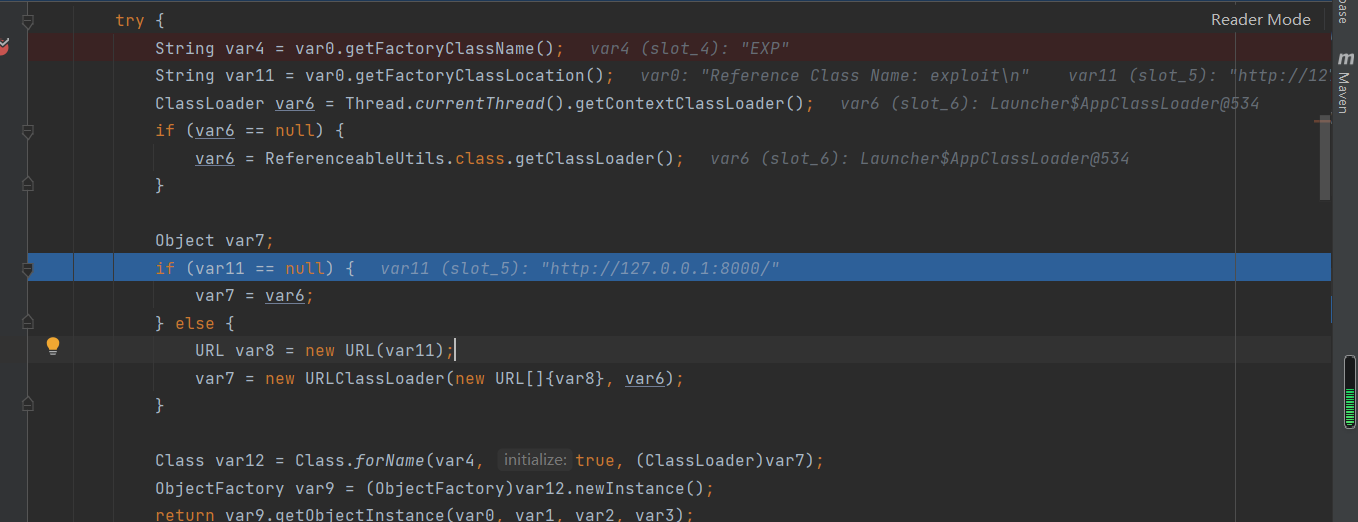 Reader Mode
try {
String var4 = var0.getFactoryClassName();   var4 (slot_4): "EXP"
String var11 = var0.getFactoryClassLocation();   var0: "Reference Class Name: exploit\n"   var11 (slot_5): "http://127
ClassLoader var6 = Thread.currentThread().getContextClassLoader();   var6 (slot_6): Launcher$AppClassLoader@534
if (var6 == null) {
var6 = ReferenceableUtils.class.getClassLoader();   var6 (slot_6): Launcher$AppClassLoader@534
}
Object var7;
if (var11 == null) {   var11 (slot_5): "http://127.0.0.1:8000/"
var7 = var6;
} else {
URL var8 = new URL(var11);
var7 = new URLClassLoader(new URL[]{var8}, var6);
}
Class var12 = Class.forName(var4, initialize: true, (ClassLoader)var7);
ObjectFactory var9 = (ObjectFactory)var12.newInstance();
return var9.getObjectInstance(var0, var1, var2, var3);
m Maven